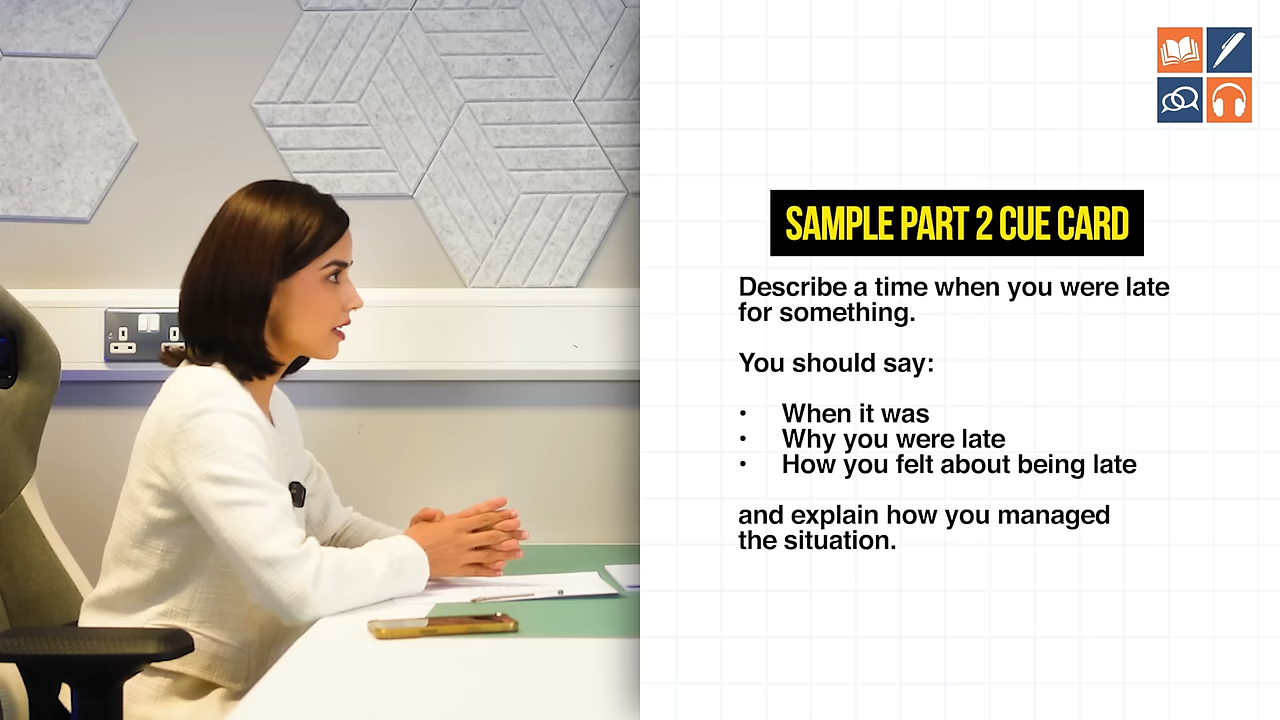 SAMPLE PART 2 CUE CARD
Describe a time when you were late
for something.
You should say:
• When it was
• Why you were late
• How you felt about being late
and explain how you managed
the situation.